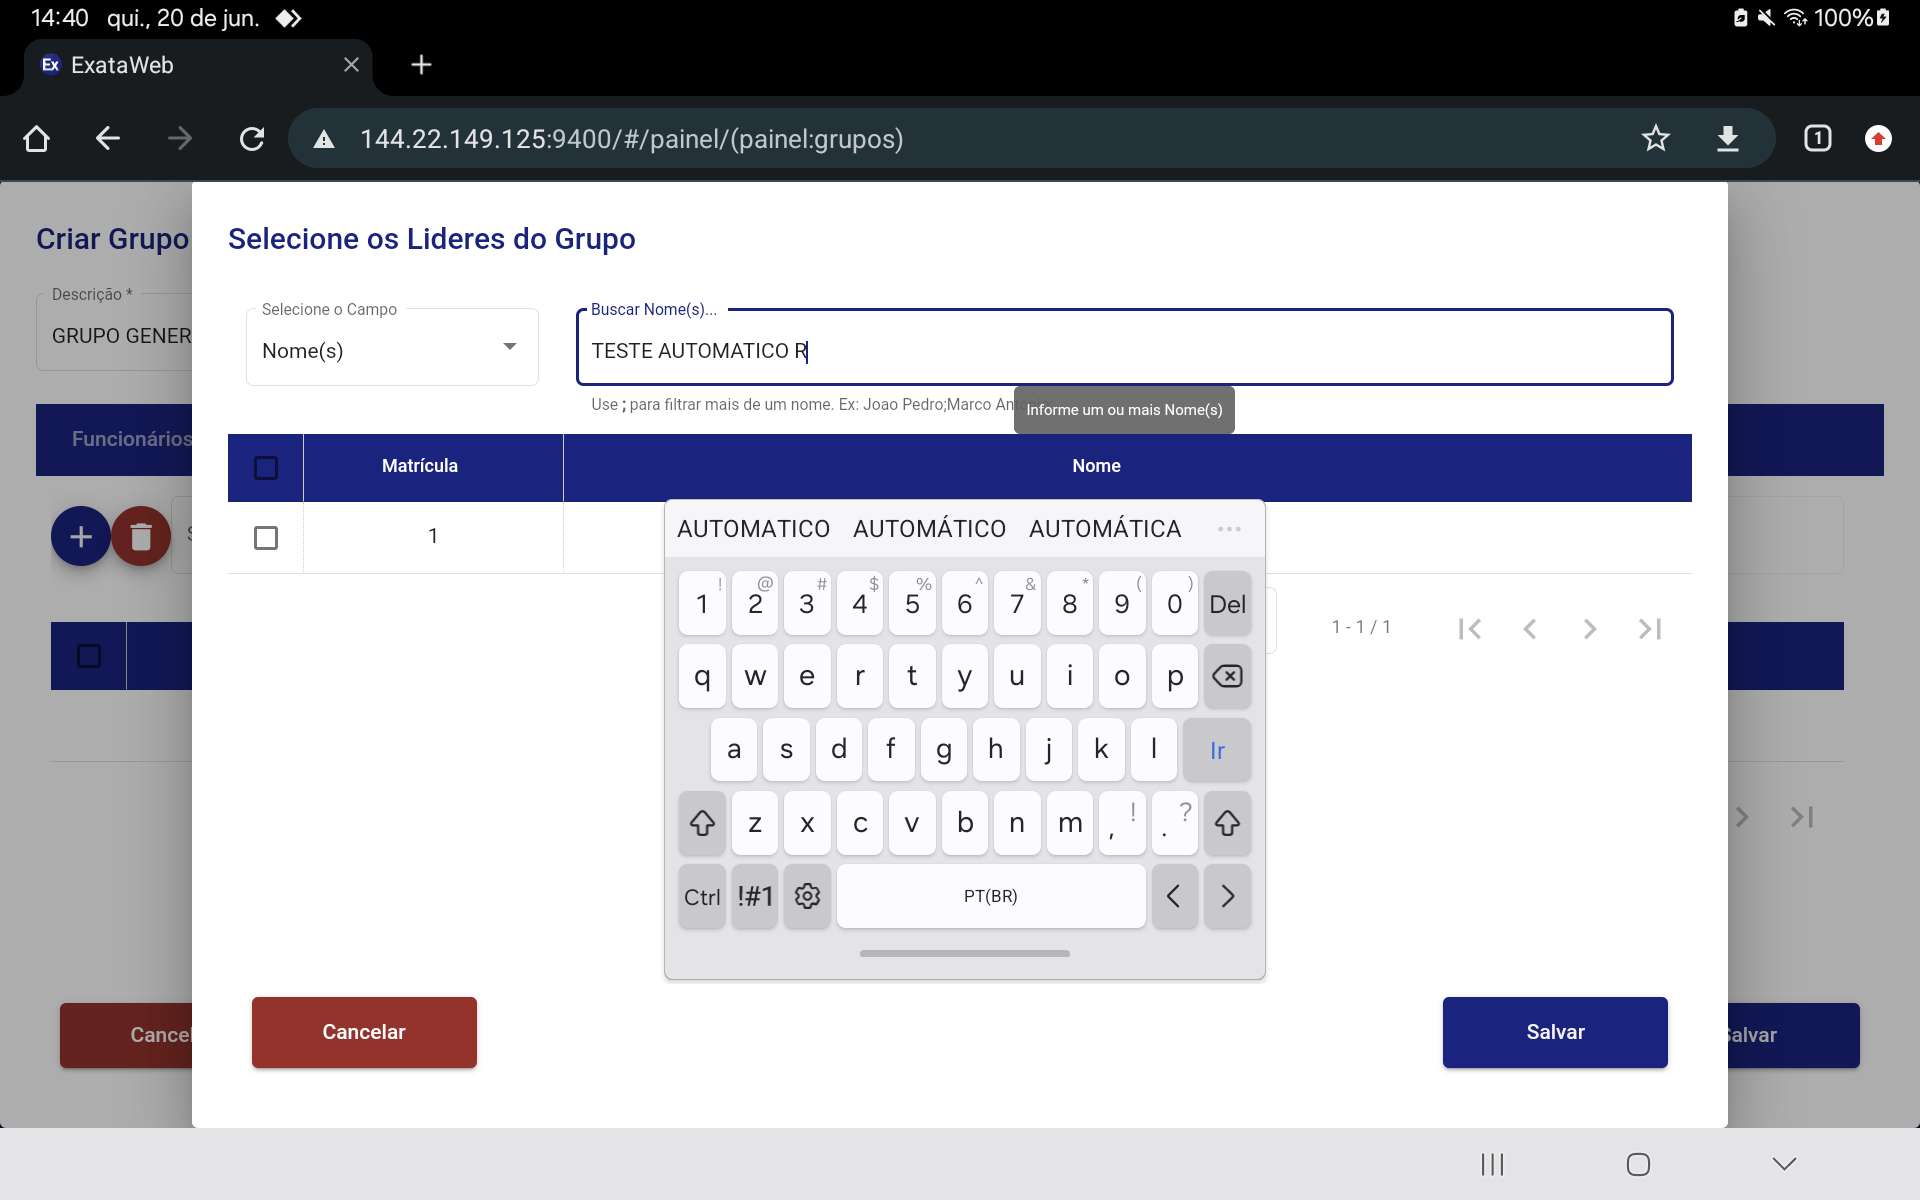 14:40 qui., 20 de jun.
100%
Ex ExataWeb
144.22.149.125:9400/#/painel/(painel:grupos)
1
Criar Grupo
Selecione os Lideres do Grupo
Descrição *
GRUPO GENER
Selecione o Campo
Nome(s)
Buscar Nome(s)...
TESTE AUTOMATICO R
Use ; para filtrar mais de um nome. Ex: Joao Pedro;Marco An
Informe um ou mais Nome(s)
Funcionários
Matrícula
Nome
1
AUTOMATICO AUTOMÁTICO AUTOMÁTICA ...
! @ # $ % ^ & * ( )
1 2 3 4 5 6 7 8 9 0 Del
1 - 1 / 1
q w e r t y u i o p
a s d f g h j k l Ir
z x c v b n m , ! . ?
Ctrl !#1 PT(BR)
Cancel
Cancelar
Salvar
Salvar